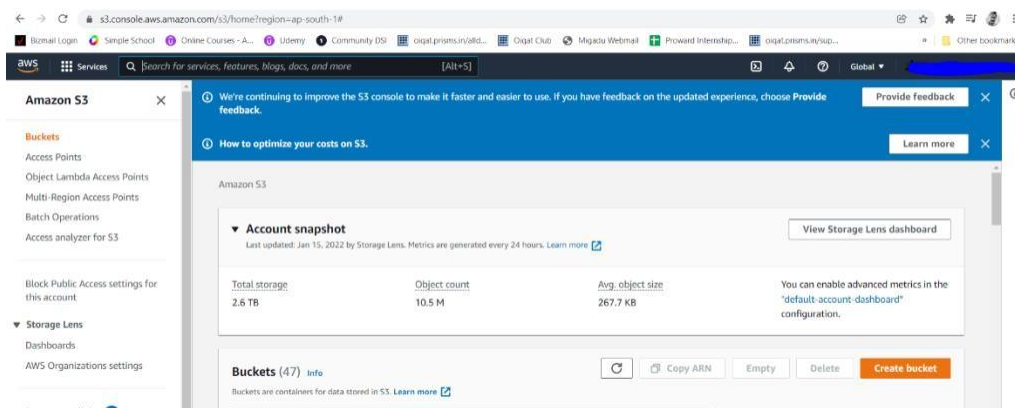 s3.console.aws.amazon.com/s3/home?region=ap-south-1#
Bizmail Login Simple School Online Courses - A... Udemy Community DSI oiqat.prisms.in/alld... Oiqat Club Migadu Webmail Proward Internship... oiqat.prisms.in/sup... » Other bookmark
aws Services Search for services, features, blogs, docs, and more [Alt+S] Global
Amazon S3
We're continuing to improve the S3 console to make it faster and easier to use. If you have feedback on the updated experience, choose Provide
feedback.
Provide feedback
Buckets
How to optimize your costs on S3.
Learn more
Access Points
Object Lambda Access Points
Multi-Region Access Points
Batch Operations
Access analyzer for S3
Block Public Access settings for
this account
Storage Lens
Dashboards
AWS Organizations settings
Amazon S3
Account snapshot
Last updated: Jan 15, 2022 by Storage Lens. Metrics are generated every 24 hours. Learn more
View Storage Lens dashboard
Total storage
2.6 TB
Object count
10.5 M
Avg. object size
267.7 KB
You can enable advanced metrics in the
"default-account-dashboard"
configuration.
Buckets (47) Info
Copy ARN Empty Delete Create bucket
Buckets are containers for data stored in S3. Learn more